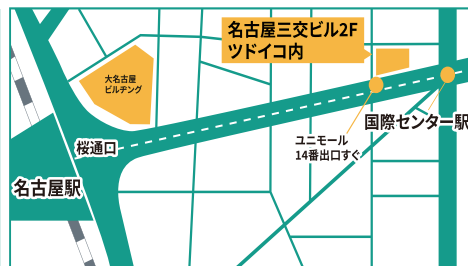 名古屋三交ビル2F
ツドイコ内
大名古屋
ビルヂング
国際センター駅
桜通口
ユニモール
14番出口すぐ
名古屋駅